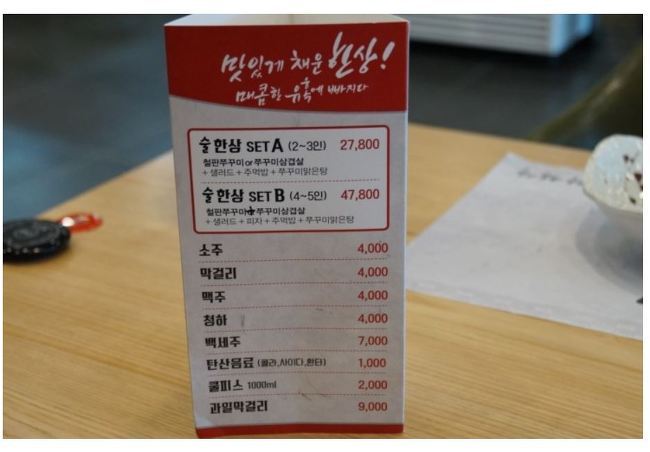 맛있게 채운 한상!
매콤한 유혹에 빠지다
술한상 SET A (2~3인) 27,800
철판쭈꾸미or쭈꾸미삼겹살
+ 샐러드 + 주먹밥 + 쭈꾸미맑은탕
술한상 SET B (4~5인) 47,800
철판쭈꾸미+쭈꾸미삼겹살
+ 샐러드 + 피자 + 주먹밥 + 쭈꾸미맑은탕
소주 4,000
막걸리 4,000
맥주 4,000
청하 4,000
백세주 7,000
탄산음료 (콜라,사이다,환타) 1,000
쿨피스 1000ml 2,000
과일막걸리 9,000